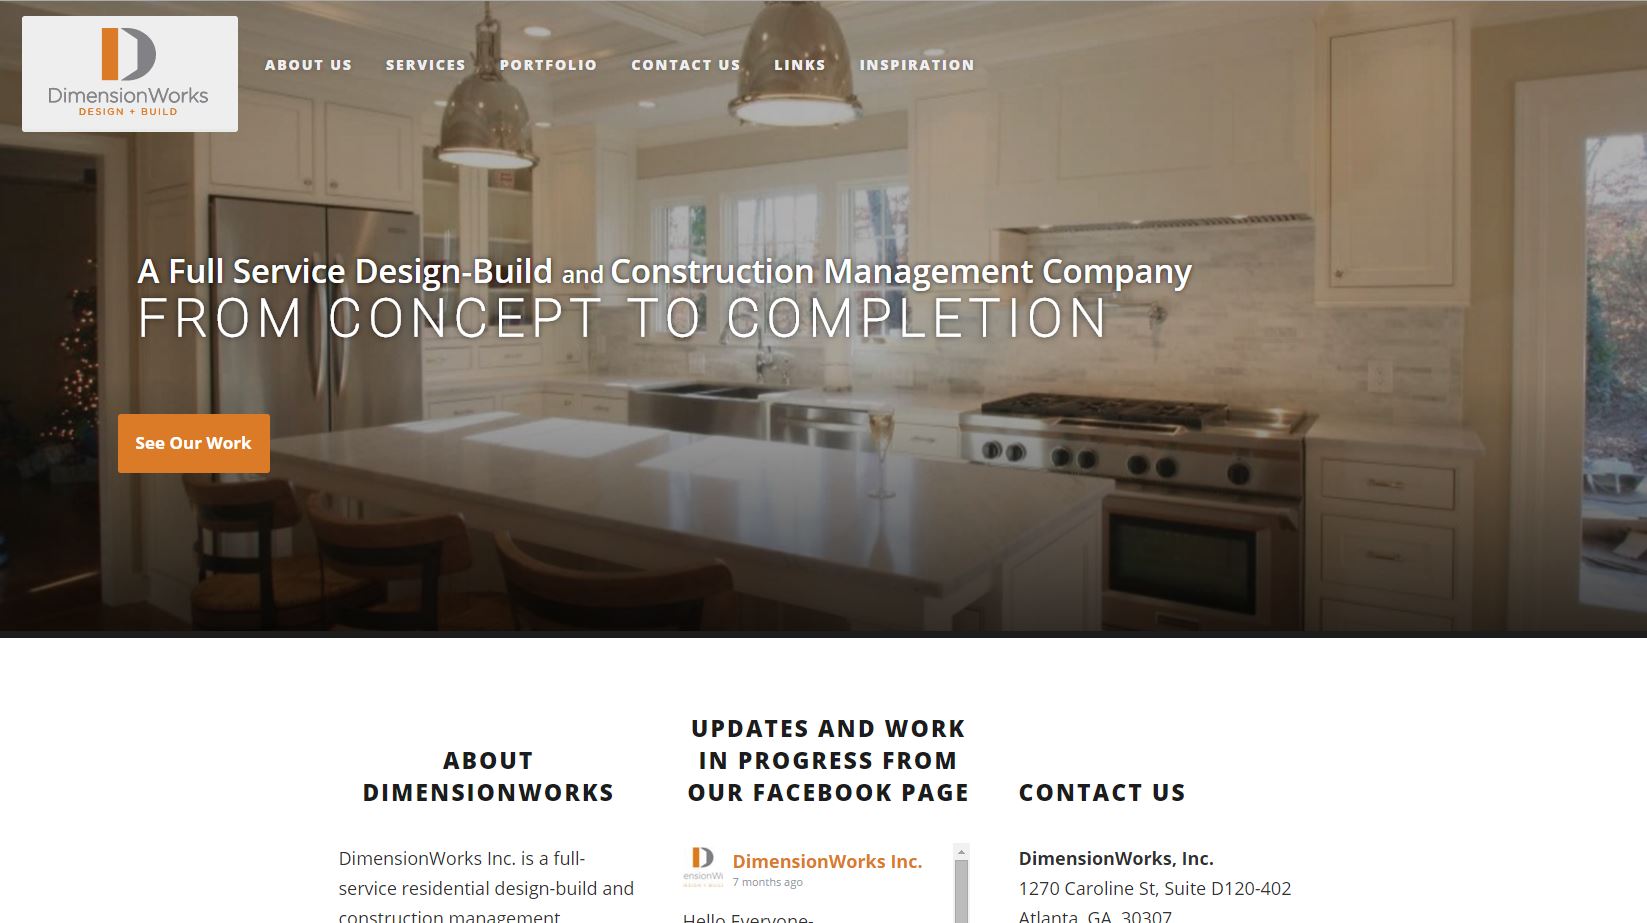 DimensionWorks
DESIGN + BUILD
ABOUT US SERVICES PORTFOLIO CONTACT US LINKS INSPIRATION
A Full Service Design-Build and Construction Management Company
FROM CONCEPT TO COMPLETION
See Our Work
ABOUT
DIMENSIONWORKS
DimensionWorks Inc. is a full-
service residential design-build and
construction management
UPDATES AND WORK
IN PROGRESS FROM
OUR FACEBOOK PAGE
ensionWo
DimensionWorks Inc.
7 months ago
Hello Everyone-
CONTACT US
DimensionWorks, Inc.
1270 Caroline St, Suite D120-402
Atlanta, GA, 30307